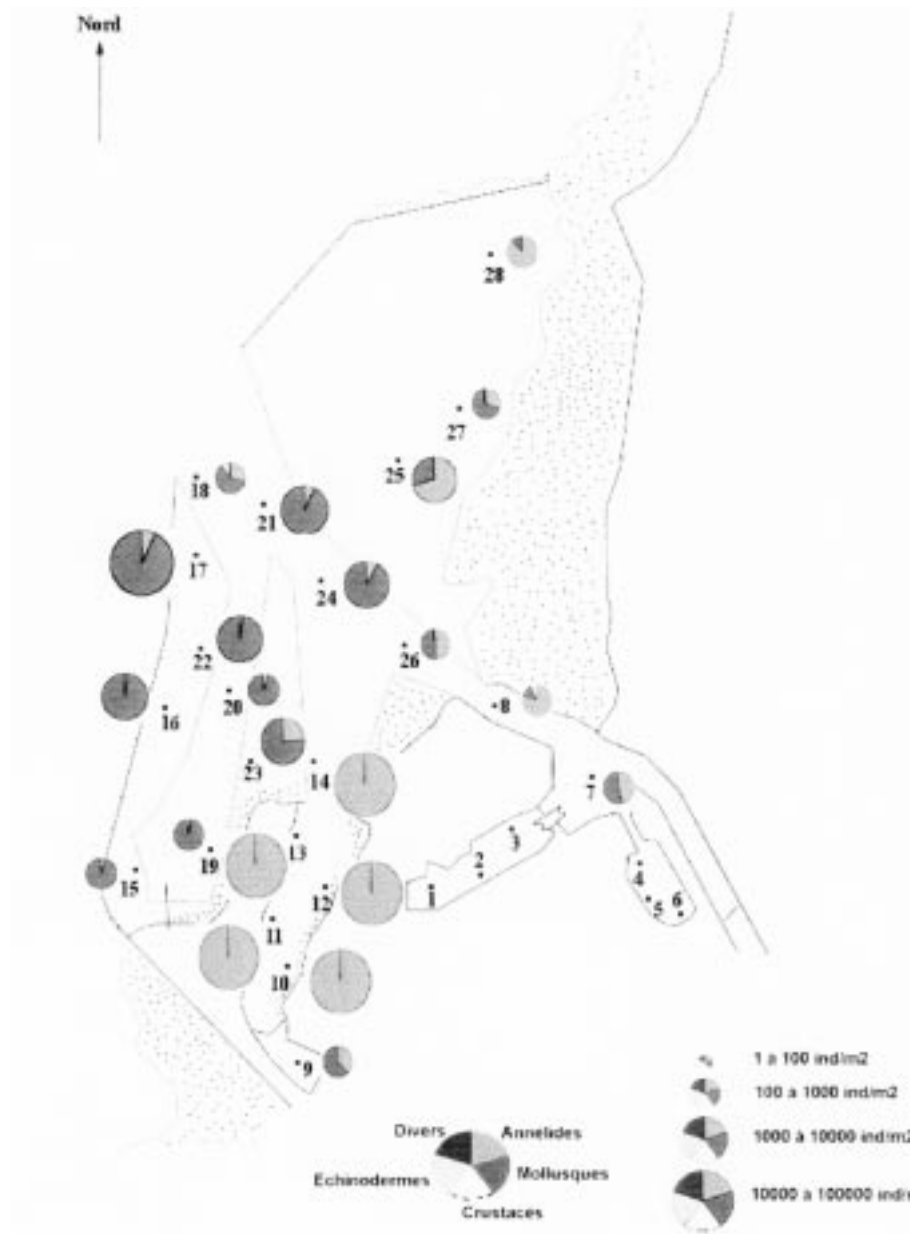 Nord
28
27
25
18
21
17
24
22
26
16
20
8
23
14
7
3
13
2
19
4
15
12
1
5
6
11
10
9
1 à 100 ind/m2
100 à 1000 ind/m2
1000 à 10000 ind/m2
10000 à 100000 ind/
Divers
Annelides
Echinodermes
Mollusques
Crustacés